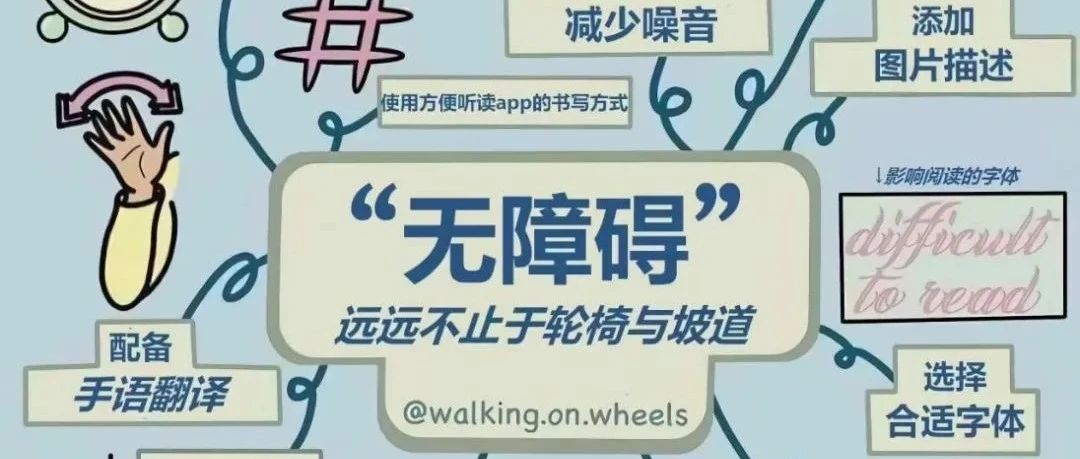 减少噪音
添加
图片描述
使用方便听读app的书写方式
“无障碍”
远远不止于轮椅与坡道
@walking.on.wheels
↓影响阅读的字体
difficult
to read
配备
手语翻译
选择
合适字体